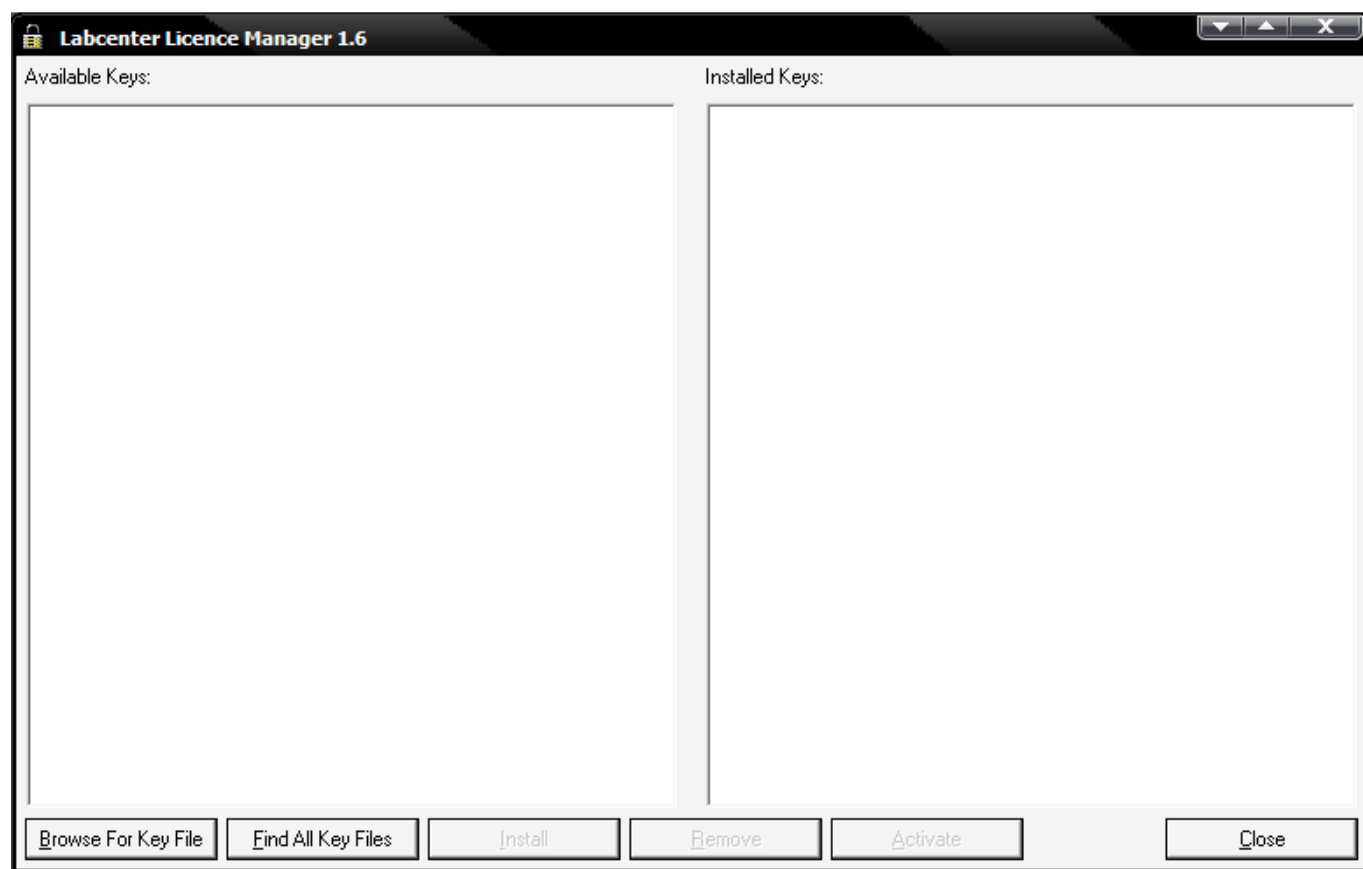 Labcenter Licence Manager 1.6
Available Keys:
Installed Keys:
Browse For Key File
Find All Key Files
Install
Remove
Activate
Close